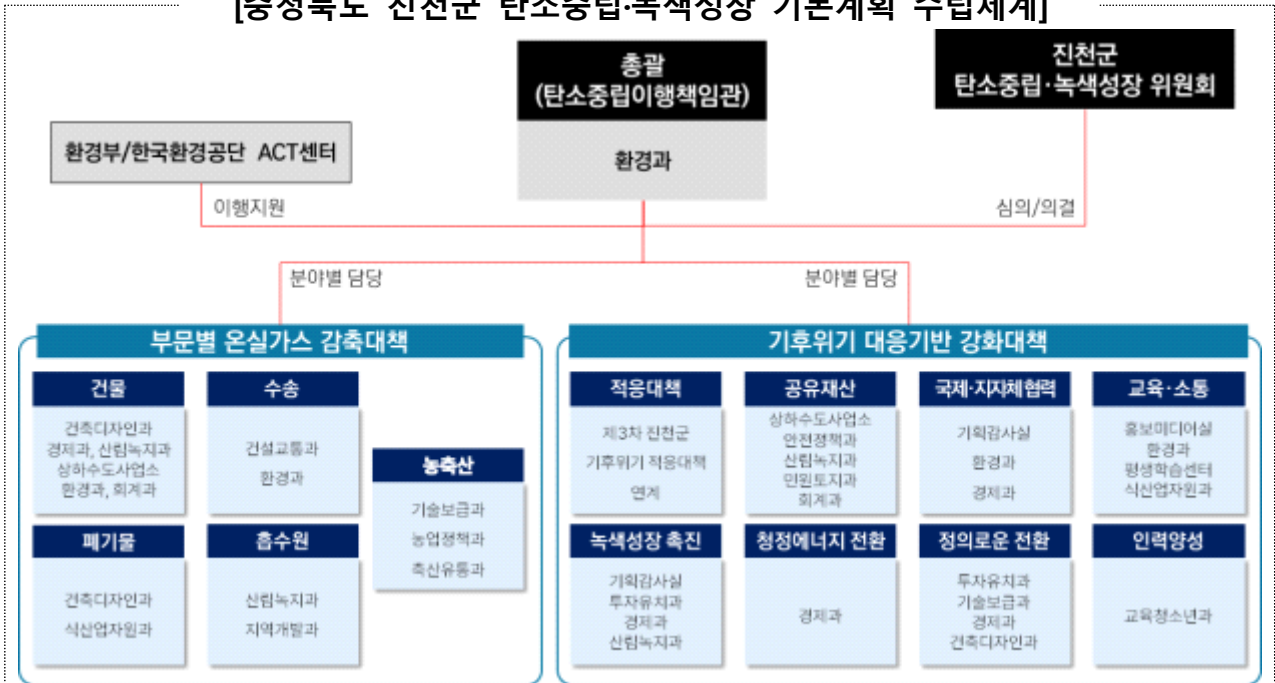 [충청북도 진천군 탄소중립·녹색성장 기본계획 수립체계]
총괄
(탄소중립이행책임관)
환경과
진천군
탄소중립·녹색성장 위원회
환경부/한국환경공단 ACT센터
이행지원
심의/의결
분야별 담당
분야별 담당
부문별 온실가스 감축대책
건물
건축디자인과
경제과, 산림녹지과
상하수도사업소
환경과, 회계과
수송
건설교통과
환경과
농축산
기술보급과
농업정책과
축산유통과
폐기물
건축디자인과
식산업자원과
흡수원
산림녹지과
지역개발과
기후위기 대응기반 강화대책
적응대책
제3차 진천군
기후위기 적응대책
연계
공유재산
상하수도사업소
안전정책과
산림녹지과
민원토지과
회계과
국제·지자체협력
기획감사실
환경과
경제과
교육·소통
홍보미디어실
환경과
평생학습센터
식산업자원과
녹색성장 촉진
기획감사실
투자유치과
경제과
산림녹지과
청정에너지 전환
경제과
정의로운 전환
투자유치과
기술보급과
경제과
건축디자인과
인력양성
교육청소년과